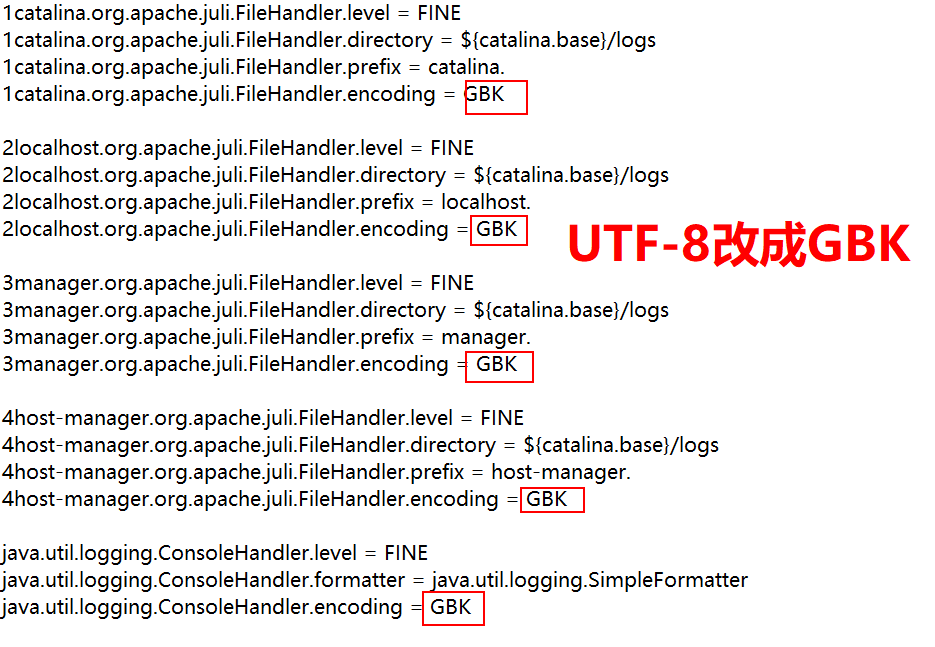 1catalina.org.apache.juli.FileHandler.level = FINE
1catalina.org.apache.juli.FileHandler.directory = ${catalina.base}/logs
1catalina.org.apache.juli.FileHandler.prefix = catalina.
1catalina.org.apache.juli.FileHandler.encoding = GBK
2localhost.org.apache.juli.FileHandler.level = FINE
2localhost.org.apache.juli.FileHandler.directory = ${catalina.base}/logs
2localhost.org.apache.juli.FileHandler.prefix = localhost.
2localhost.org.apache.juli.FileHandler.encoding = GBK
UTF-8改成GBK
3manager.org.apache.juli.FileHandler.level = FINE
3manager.org.apache.juli.FileHandler.directory = ${catalina.base}/logs
3manager.org.apache.juli.FileHandler.prefix = manager.
3manager.org.apache.juli.FileHandler.encoding = GBK
4host-manager.org.apache.juli.FileHandler.level = FINE
4host-manager.org.apache.juli.FileHandler.directory = ${catalina.base}/logs
4host-manager.org.apache.juli.FileHandler.prefix = host-manager.
4host-manager.org.apache.juli.FileHandler.encoding = GBK
java.util.logging.ConsoleHandler.level = FINE
java.util.logging.ConsoleHandler.formatter = java.util.logging.SimpleFormatter
java.util.logging.ConsoleHandler.encoding = GBK